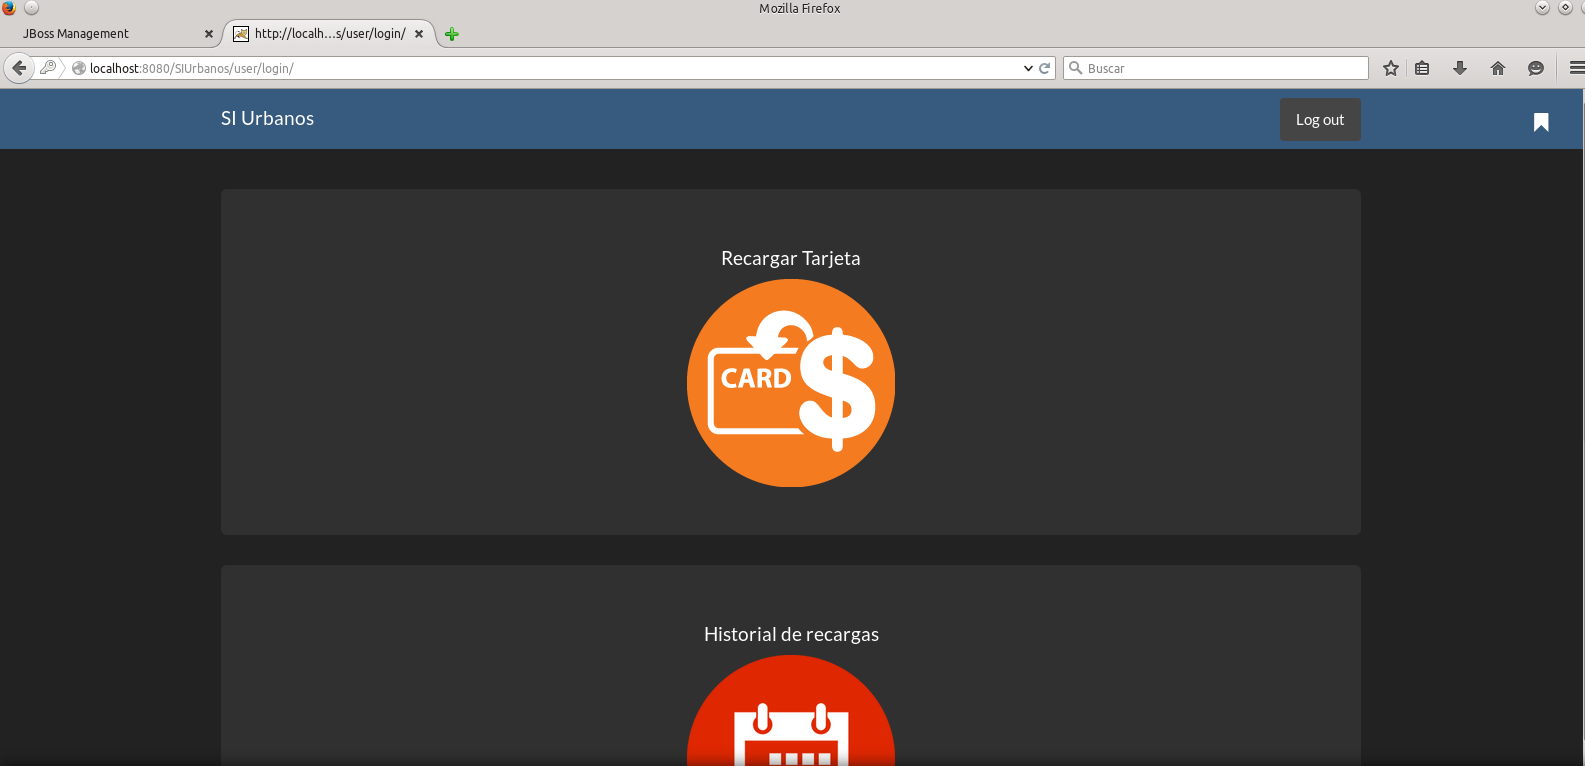 Mozilla Firefox
JBoss Management
http://localh...s/user/login/
localhost:8080/SIUrbanos/user/login/
Buscar
SI Urbanos
Log out
Recargar Tarjeta
CARD $
Historial de recargas